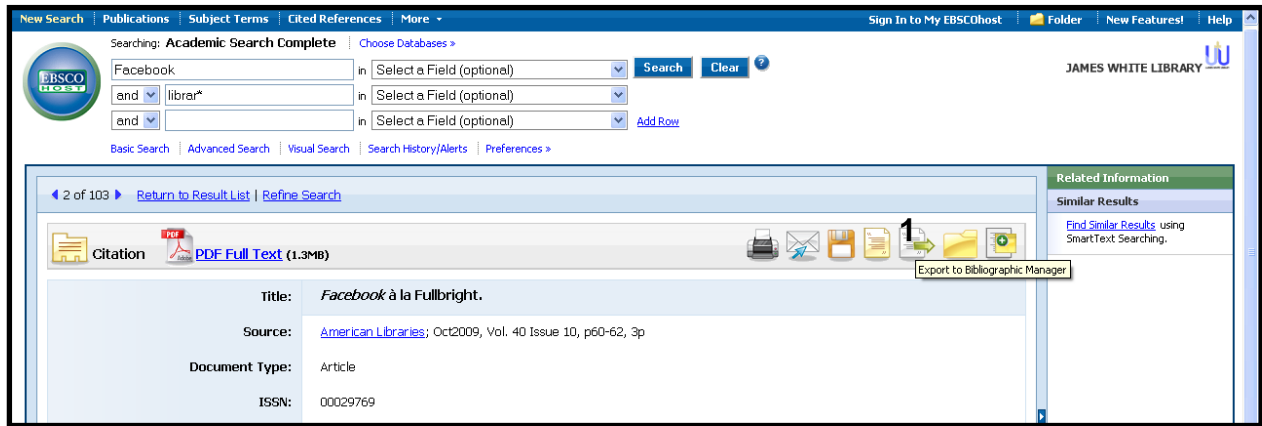 New Search Publications Subject Terms Cited References More Sign In to My EBSCOhost Folder New Features! Help
Searching: Academic Search Complete Choose Databases »
EBSCO
HOST
Facebook in Select a Field (optional) Search Clear ?
and librar* in Select a Field (optional)
and in Select a Field (optional) Add Row
JAMES WHITE LIBRARY
Basic Search Advanced Search Visual Search Search History/Alerts Preferences »
2 of 103 Return to Result List | Refine Search
Related Information
Similar Results
Find Similar Results using
SmartText Searching.
Citation PDF PDF Full Text (1.3MB)
1
Export to Bibliographic Manager
Title: Facebook à la Fullbright.
Source: American Libraries; Oct2009, Vol. 40 Issue 10, p60-62, 3p
Document Type: Article
ISSN: 00029769